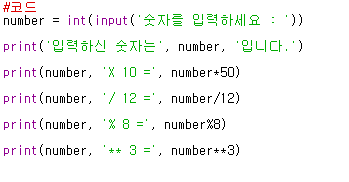 #코드
number = int(input('숫자를 입력하세요 : '))
print('입력하신 숫자는', number, '입니다.')
print(number, 'X 10 =', number*50)
print(number, '/ 12 =', number/12)
print(number, '% 8 =', number%8)
print(number, '** 3 =', number**3)